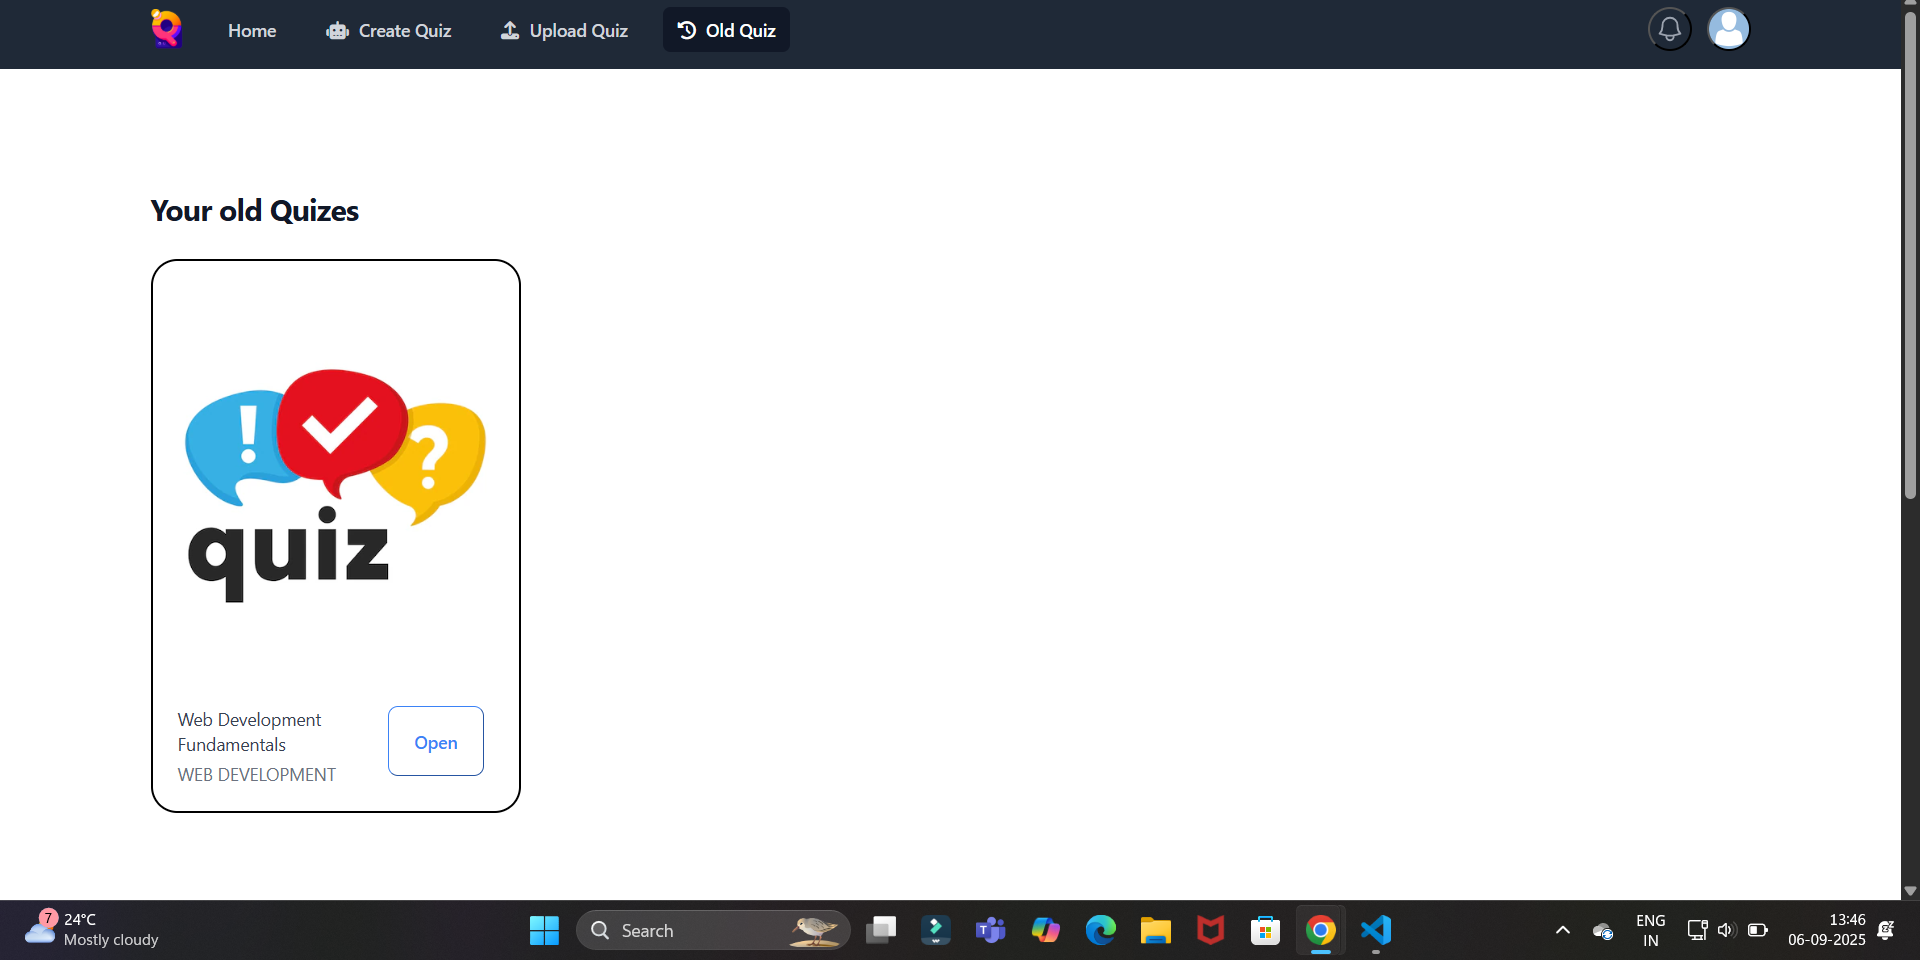 Home
Create Quiz
Upload Quiz
Old Quiz
Your old Quizes
!
?
quiz
Web Development
Fundamentals
WEB DEVELOPMENT
Open
7
24°C
Mostly cloudy
Search
ENG
IN
13:46
06-09-2025